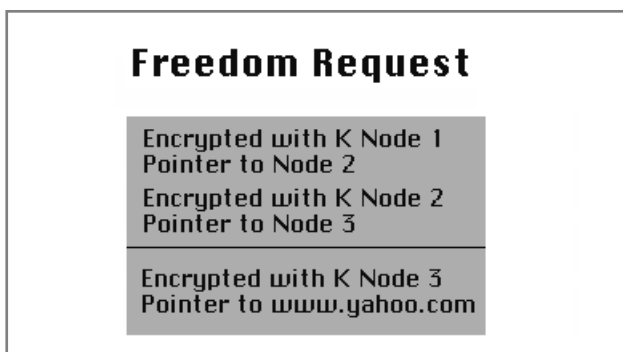 Freedom Request
Encrypted with K Node 1
Pointer to Node 2
Encrypted with K Node 2
Pointer to Node 3
Encrypted with K Node 3
Pointer to www.yahoo.com